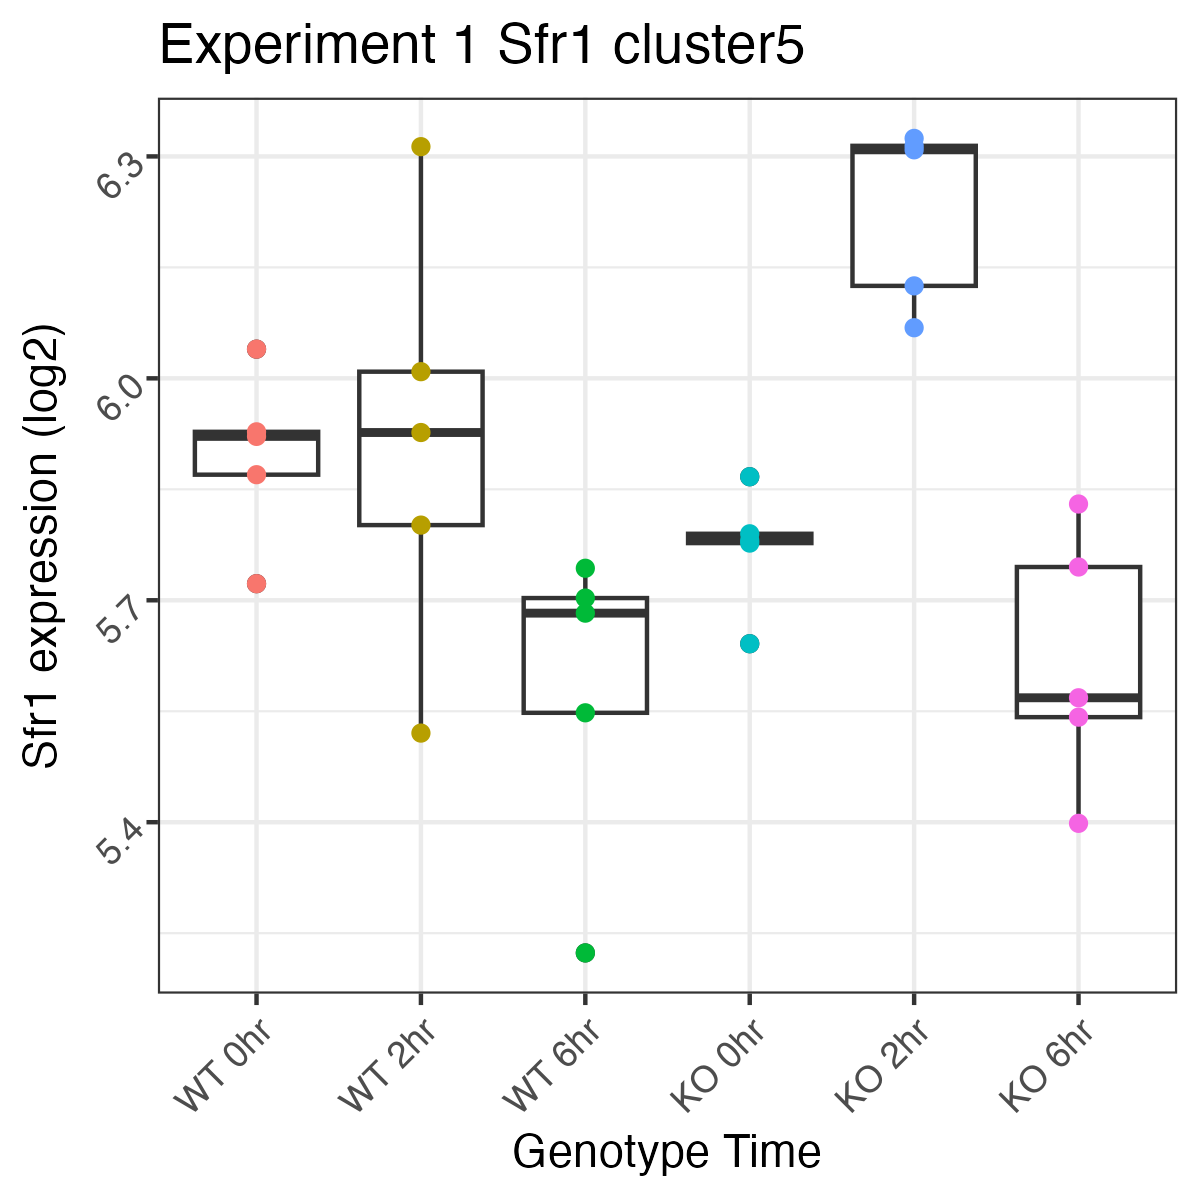 Experiment 1 Sfr1 cluster5
Sfr1 expression (log2)
6.3
6.0
5.7
5.4
WT 0hr
WT 2hr
WT 6hr
KO 0hr
KO 2hr
KO 6hr
Genotype Time